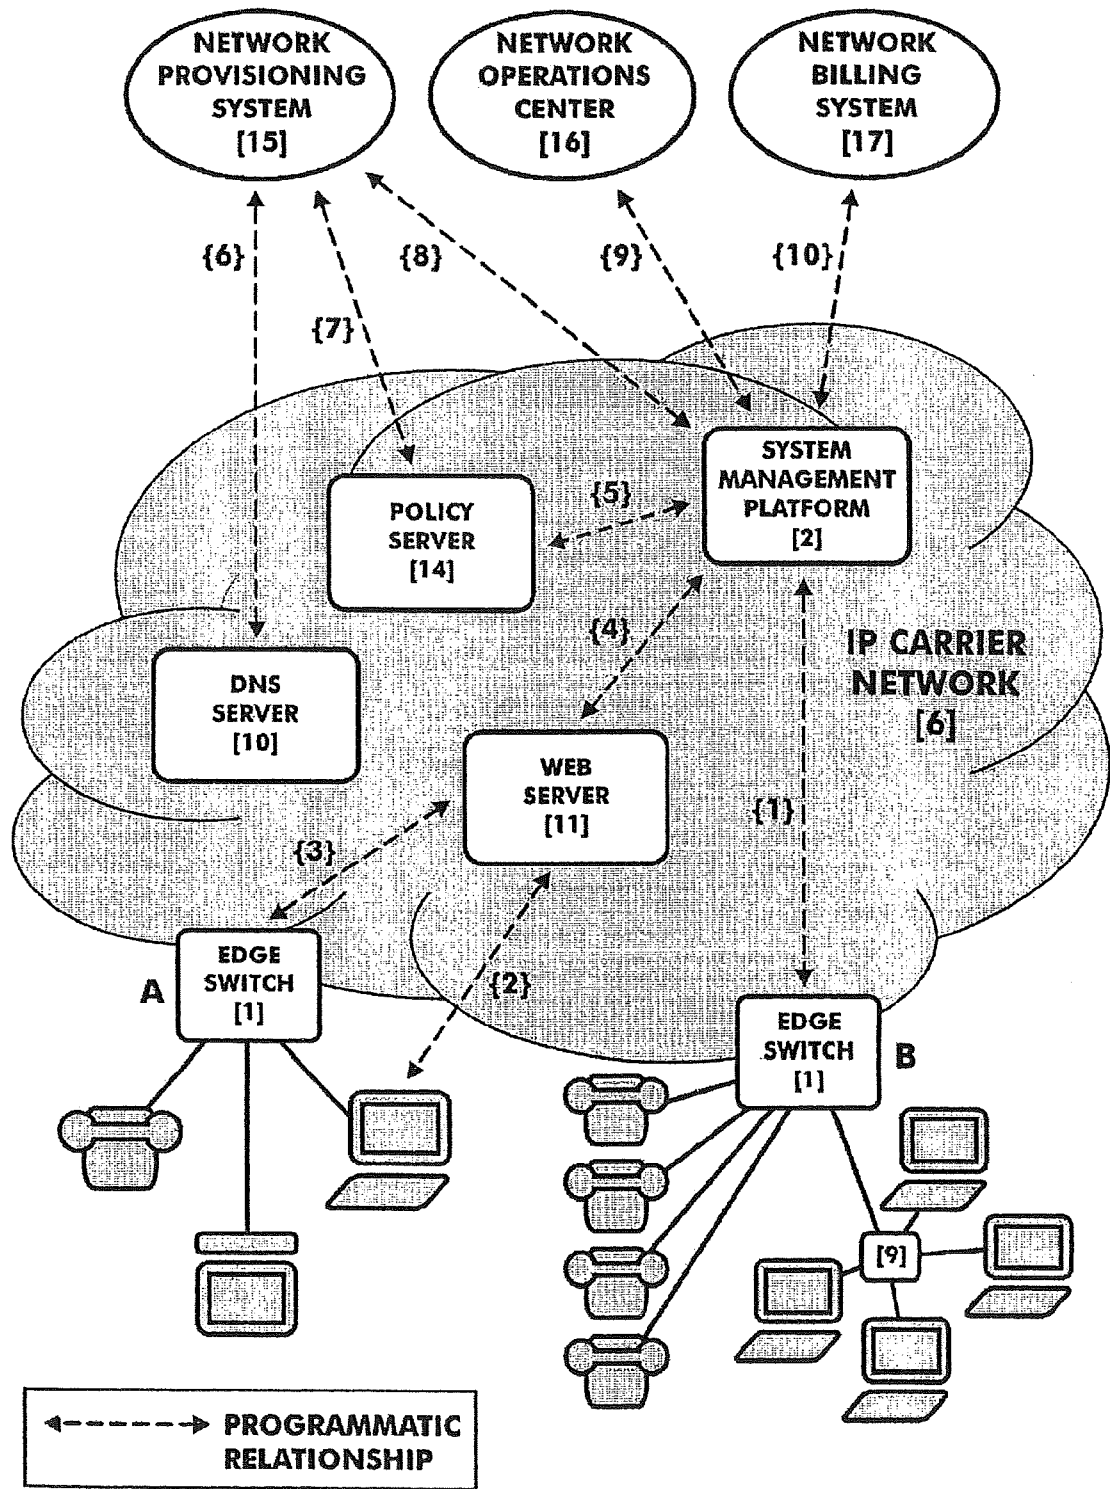 NETWORK
PROVISIONING
SYSTEM
[15]
NETWORK
OPERATIONS
CENTER
[16]
NETWORK
BILLING
SYSTEM
[17]
{6}
{8}
{9}
{10}
{7}
SYSTEM
MANAGEMENT
PLATFORM
[2]
{5}
POLICY
SERVER
[14]
{4}
IP CARRIER
NETWORK
[6]
DNS
SERVER
[10]
WEB
SERVER
[11]
{1}
{3}
A
EDGE
SWITCH
[1]
{2}
EDGE
SWITCH
[1]
B
[9]
PROGRAMMATIC
RELATIONSHIP